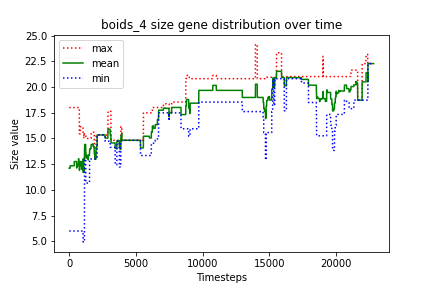 boids_4 size gene distribution over time
max
mean
min
Size value
25.0
22.5
20.0
17.5
15.0
12.5
10.0
7.5
5.0
0
5000
10000
15000
20000
Timesteps